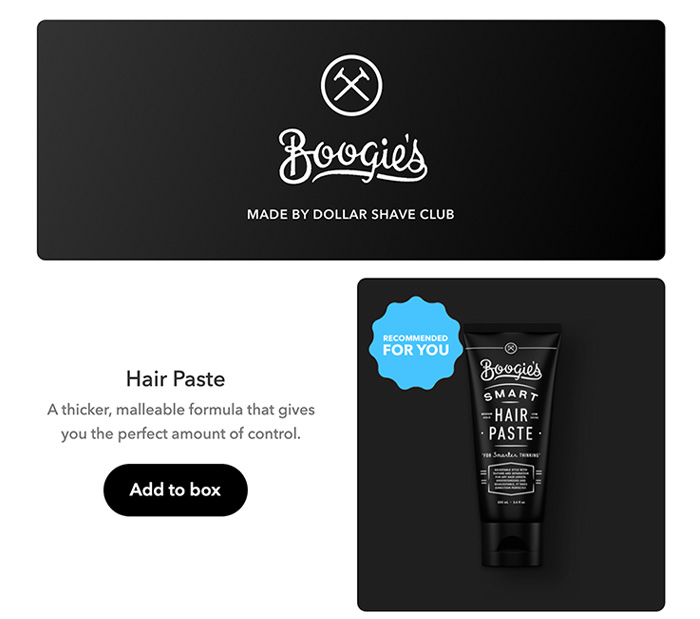 Boogie's
MADE BY DOLLAR SHAVE CLUB
RECOMMENDED
FOR YOU
Hair Paste
A thicker, malleable formula that gives
you the perfect amount of control.
Add to box
Boogie's
SMART
HAIR
PASTE
"FOR Smarter THINKING"